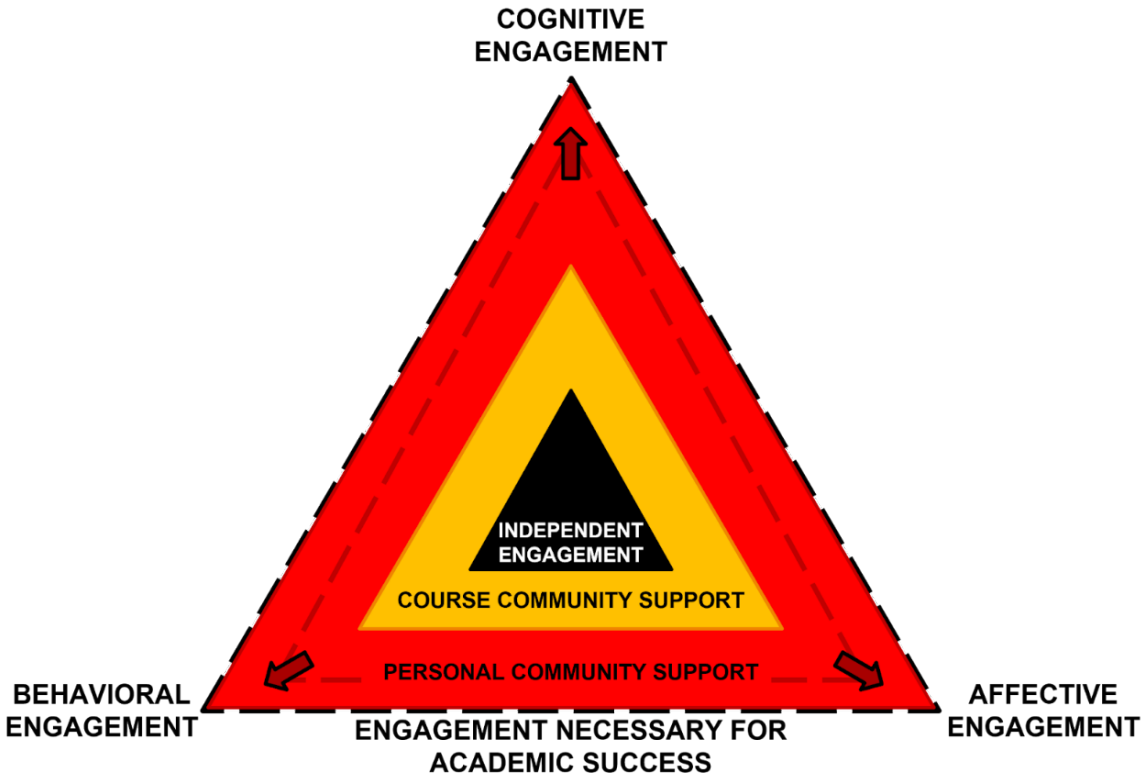 COGNITIVE
ENGAGEMENT
INDEPENDENT
ENGAGEMENT
COURSE COMMUNITY SUPPORT
PERSONAL COMMUNITY SUPPORT
BEHAVIORAL
ENGAGEMENT
AFFECTIVE
ENGAGEMENT
ENGAGEMENT NECESSARY FOR
ACADEMIC SUCCESS